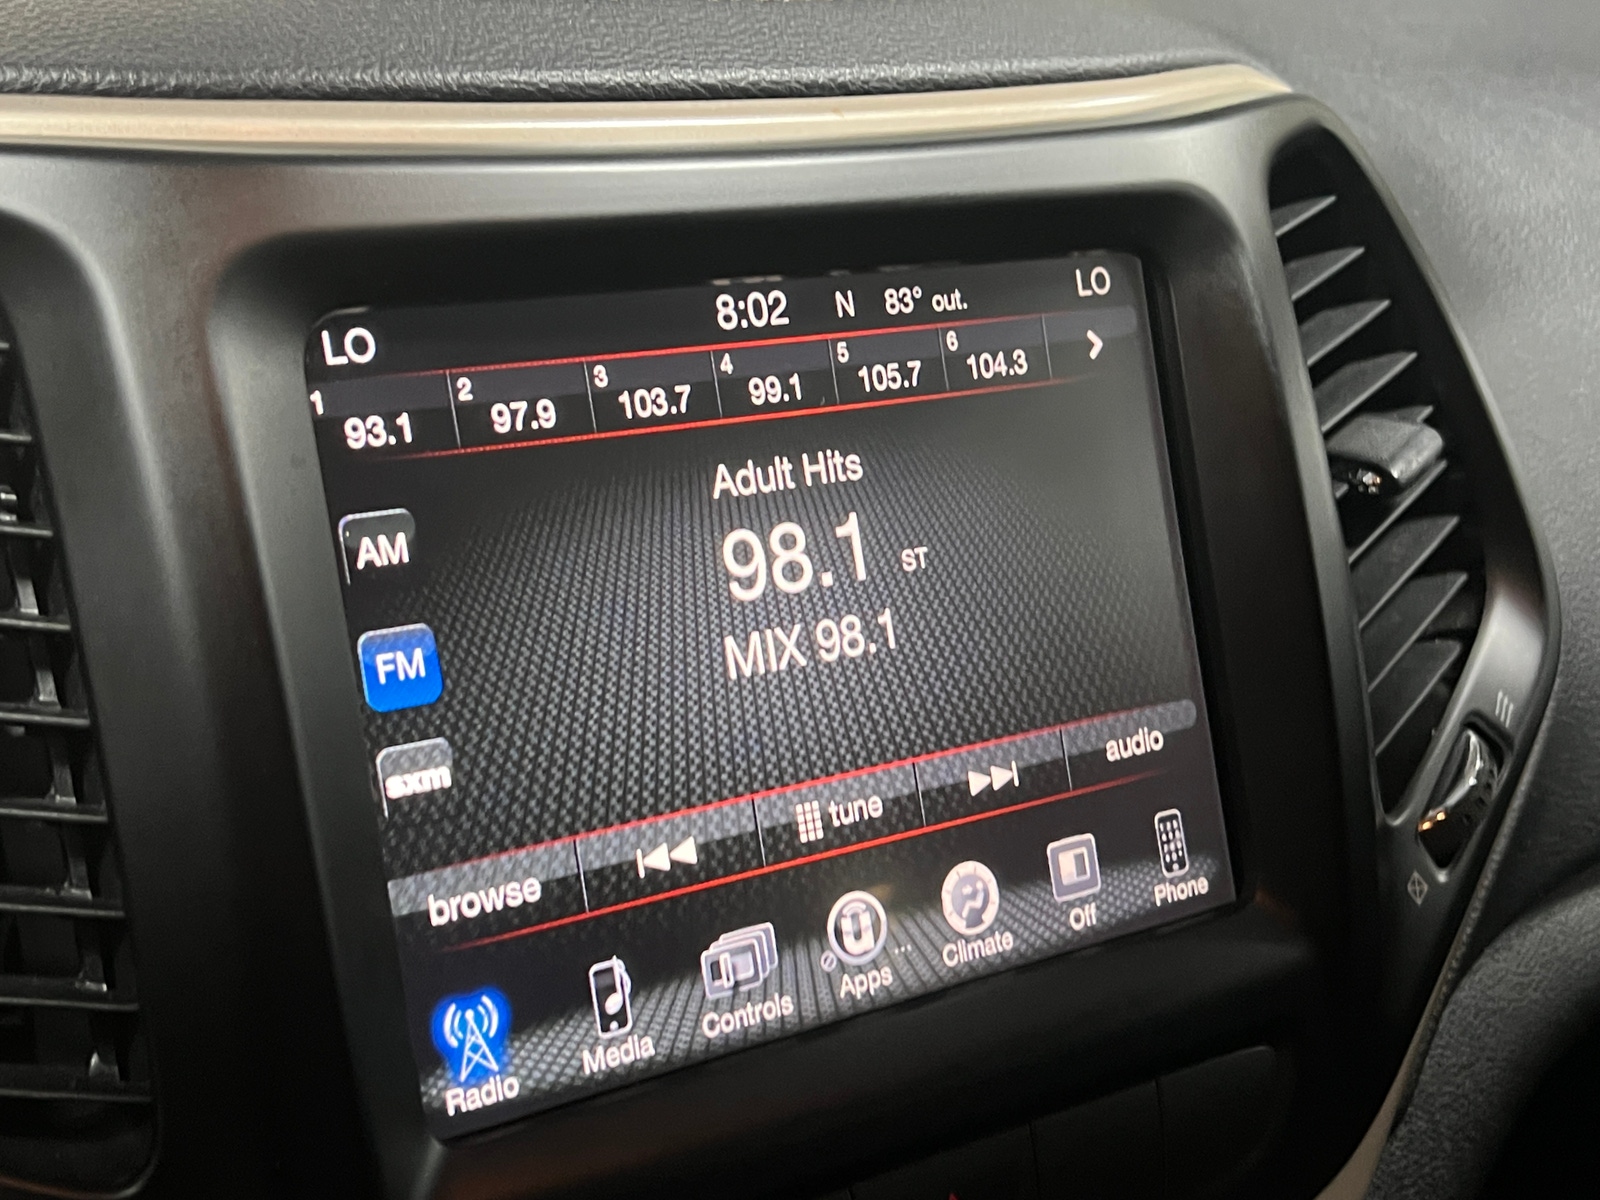 LO 8:02 N 83° out. LO
1 93.1 2 97.9 3 103.7 4 99.1 5 105.7 6 104.3
Adult Hits
98.1 ST
MIX 98.1
AM
FM
sxm
browse tune audio
Radio Media Controls Apps Climate Off Phone